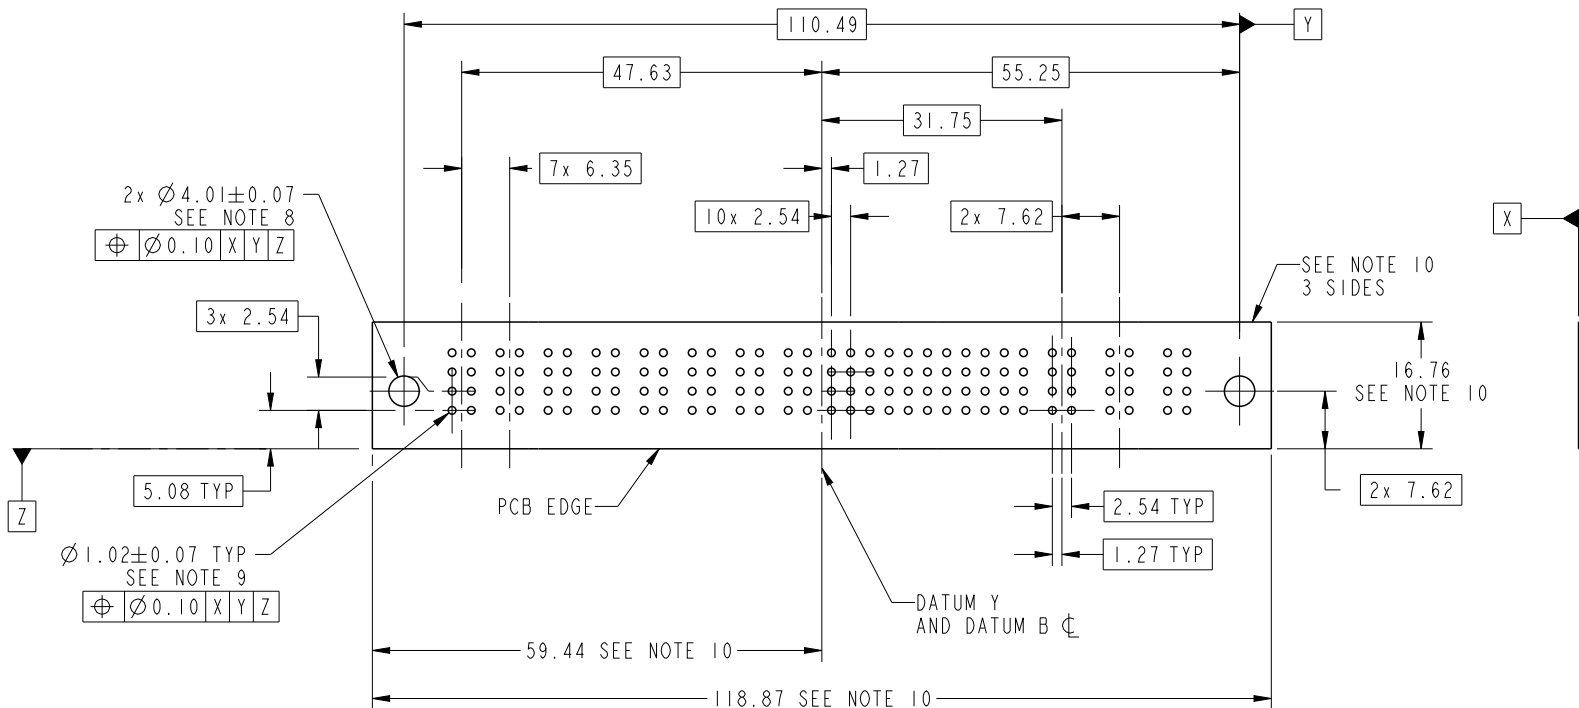 110.49
Y
47.63
55.25
31.75
7x 6.35
1.27
2x Ø4.01±0.07
SEE NOTE 8
⌖ Ø0.10 X Y Z
10x 2.54
2x 7.62
X
SEE NOTE 10
3 SIDES
3x 2.54
16.76
SEE NOTE 10
5.08 TYP
Z
PCB EDGE
2x 7.62
2.54 TYP
Ø1.02±0.07 TYP
SEE NOTE 9
⌖ Ø0.10 X Y Z
1.27 TYP
DATUM Y
AND DATUM B ℄
59.44 SEE NOTE 10
118.87 SEE NOTE 10